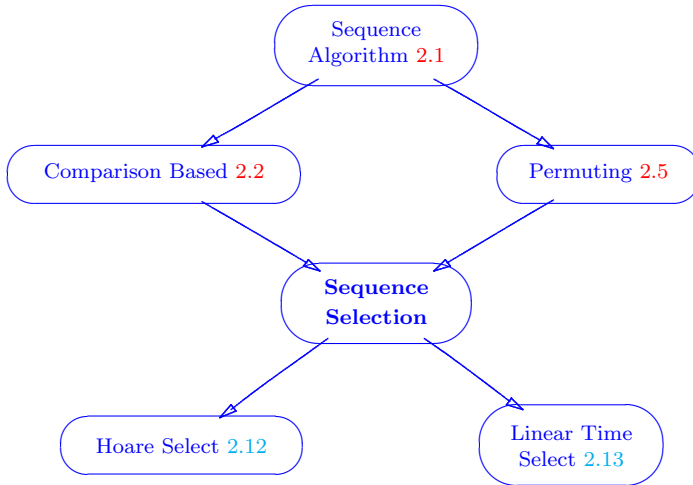 Sequence
Algorithm 2.1
Comparison Based 2.2
Permuting 2.5
Sequence
Selection
Hoare Select 2.12
Linear Time
Select 2.13